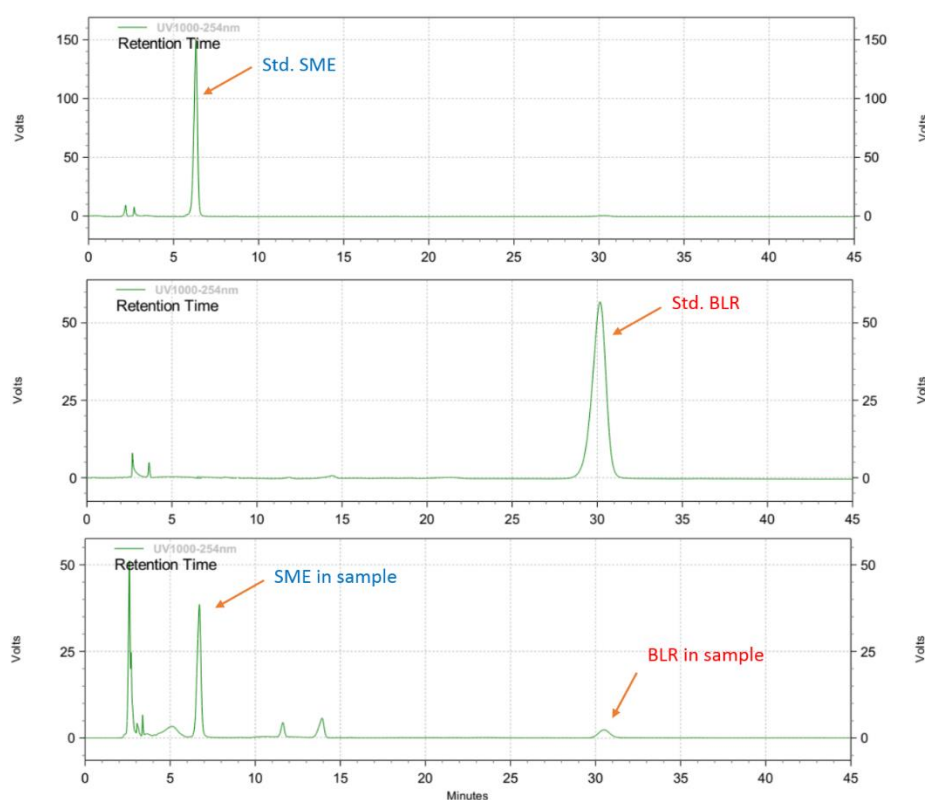 UV1000-254nm
Retention Time
Std. SME
Volts
150
100
50
0
150
100
50
0
Volts
0 5 10 15 20 25 30 35 40 45
UV1000-254nm
Retention Time
Std. BLR
Volts
50
25
0
50
25
0
Volts
0 5 10 15 20 25 30 35 40 45
UV1000-254nm
Retention Time
SME in sample
BLR in sample
Volts
50
25
0
50
25
0
Volts
0 5 10 15 20 25 30 35 40 45
Minutes